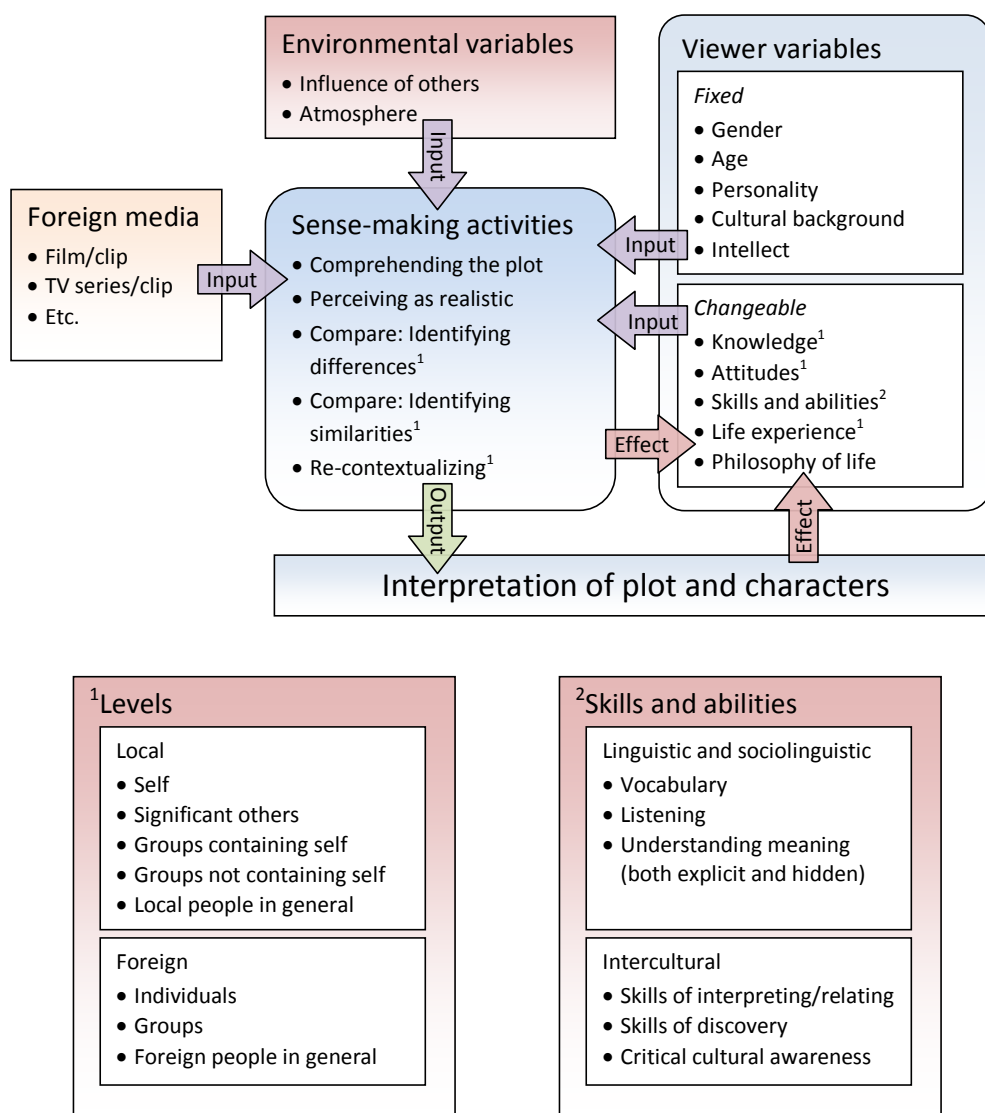 Environmental variables
• Influence of others
• Atmosphere
Input
Viewer variables
Fixed
• Gender
• Age
• Personality
• Cultural background
• Intellect
Input
Foreign media
• Film/clip
• TV series/clip
• Etc.
Input
Sense-making activities
• Comprehending the plot
• Perceiving as realistic
• Compare: Identifying
differences¹
• Compare: Identifying
similarities¹
• Re-contextualizing¹
Input
Changeable
• Knowledge¹
• Attitudes¹
• Skills and abilities²
• Life experience¹
• Philosophy of life
Effect
Output
Effect
Interpretation of plot and characters
¹Levels
Local
• Self
• Significant others
• Groups containing self
• Groups not containing self
• Local people in general
Foreign
• Individuals
• Groups
• Foreign people in general
²Skills and abilities
Linguistic and sociolinguistic
• Vocabulary
• Listening
• Understanding meaning
(both explicit and hidden)
Intercultural
• Skills of interpreting/relating
• Skills of discovery
• Critical cultural awareness